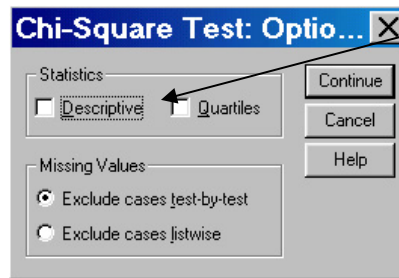 Chi-Square Test: Optio...
Statistics
Descriptive Quartiles
Continue
Cancel
Help
Missing Values
Exclude cases test-by-test
Exclude cases listwise